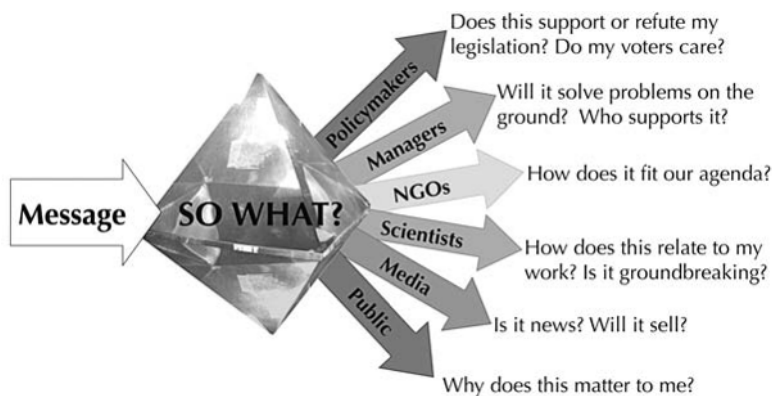 Message
SO WHAT?
Policymakers
Does this support or refute my
legislation? Do my voters care?
Managers
Will it solve problems on the
ground?  Who supports it?
NGOs
How does it fit our agenda?
Scientists
How does this relate to my
work? Is it groundbreaking?
Media
Is it news? Will it sell?
Public
Why does this matter to me?